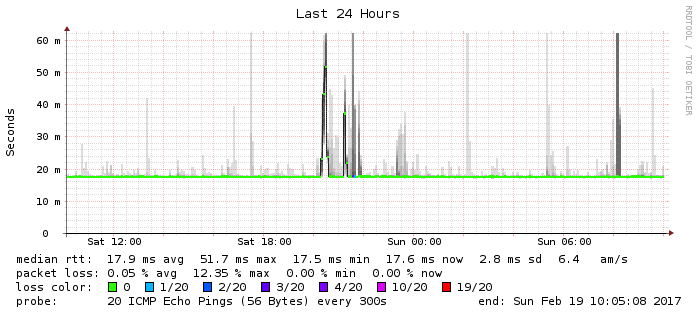 Last 24 Hours
RRDTOOL / TOBI OETIKER
Seconds
60 m
50 m
40 m
30 m
20 m
10 m
0
Sat 12:00 Sat 18:00 Sun 00:00 Sun 06:00
median rtt: 17.9 ms avg 51.7 ms max 17.5 ms min 17.6 ms now 2.8 ms sd 6.4 am/s
packet loss: 0.05 % avg 12.35 % max 0.00 % min 0.00 % now
loss color: 0 1/20 2/20 3/20 4/20 10/20 19/20
probe: 20 ICMP Echo Pings (56 Bytes) every 300s end: Sun Feb 19 10:05:08 2017